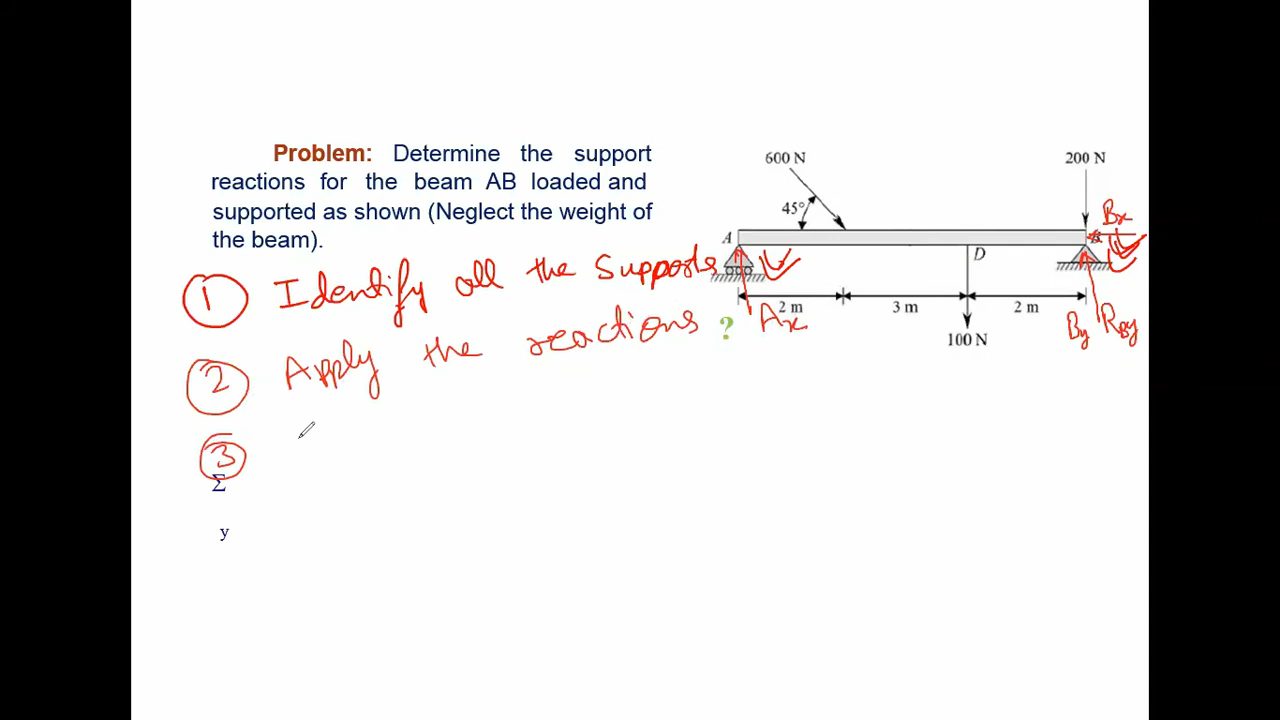 Problem: Determine the support
reactions for the beam AB loaded and
supported as shown (Neglect the weight of
the beam).
① Identify all the Supports
② Apply the reactions ?
③
Σ
y
600 N
200 N
45°
A
B
Bx
D
2 m
3 m
2 m
Ax
By RBy
100 N